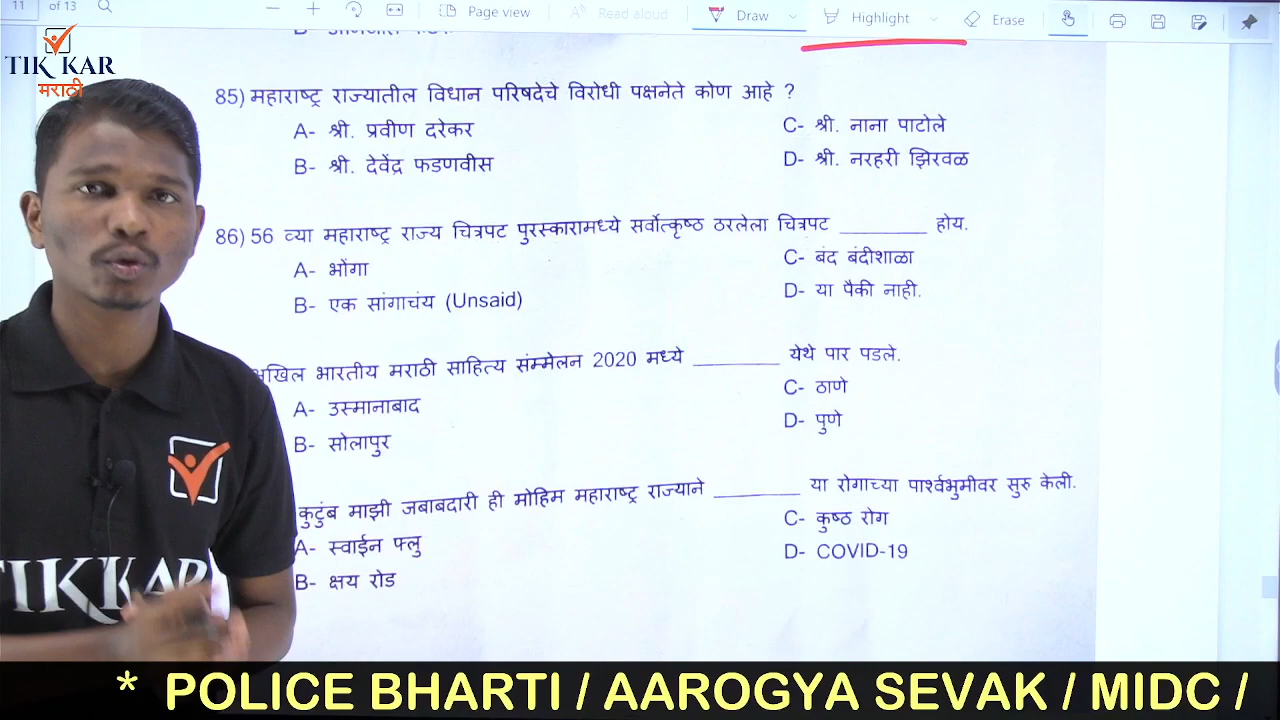 11 of 13 Page view Read aloud Draw Highlight Erase
TIKKAR
मराठी
85) महाराष्ट्र राज्यातील विधान परिषदेचे विरोधी पक्षनेते कोण आहे ?
A- श्री. प्रवीण दरेकर C- श्री. नाना पाटोले
B- श्री. देवेंद्र फडणवीस D- श्री. नरहरी झिरवळ
86) 56 व्या महाराष्ट्र राज्य चित्रपट पुरस्कारामध्ये सर्वोत्कृष्ठ ठरलेला चित्रपट ________ होय.
A- भोंगा C- बंद बंदीशाळा
B- एक सांगाचंय (Unsaid) D- या पैकी नाही.
अखिल भारतीय मराठी साहित्य संम्मेलन 2020 मध्ये ________ येथे पार पडले.
A- उस्मानाबाद C- ठाणे
B- सोलापुर D- पुणे
कुटुंब माझी जबाबदारी ही मोहिम महाराष्ट्र राज्याने ________ या रोगाच्या पार्श्वभुमीवर सुरु केली.
A- स्वाईन फ्लु C- कुष्ठ रोग
B- क्षय रोड D- COVID-19
TIKKAR
* POLICE BHARTI / AAROGYA SEVAK / MIDC /